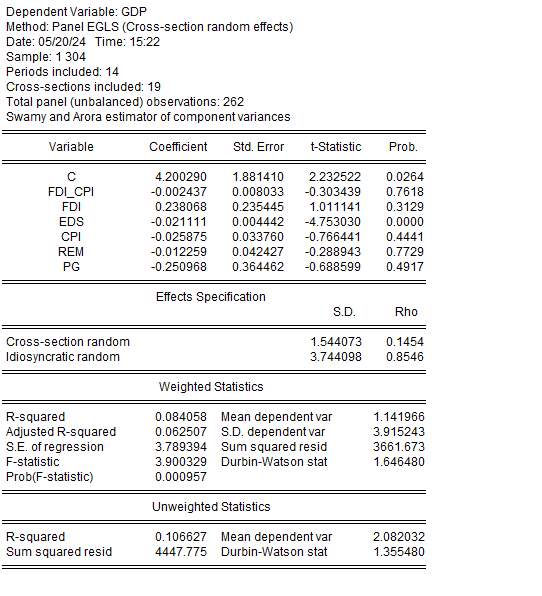 Dependent Variable: GDP
Method: Panel EGLS (Cross-section random effects)
Date: 05/20/24 Time: 15:22
Sample: 1 304
Periods included: 14
Cross-sections included: 19
Total panel (unbalanced) observations: 262
Swamy and Arora estimator of component variances
Variable Coefficient Std. Error t-Statistic Prob.
C 4.200290 1.881410 2.232522 0.0264
FDI_CPI -0.002437 0.008033 -0.303439 0.7618
FDI 0.238068 0.235445 1.011141 0.3129
EDS -0.021111 0.004442 -4.753030 0.0000
CPI -0.025875 0.033760 -0.766441 0.4441
REM -0.012259 0.042427 -0.288943 0.7729
PG -0.250968 0.364462 -0.688599 0.4917
Effects Specification
S.D. Rho
Cross-section random 1.544073 0.1454
Idiosyncratic random 3.744098 0.8546
Weighted Statistics
R-squared 0.084058 Mean dependent var 1.141966
Adjusted R-squared 0.062507 S.D. dependent var 3.915243
S.E. of regression 3.789394 Sum squared resid 3661.673
F-statistic 3.900329 Durbin-Watson stat 1.646480
Prob(F-statistic) 0.000957
Unweighted Statistics
R-squared 0.106627 Mean dependent var 2.082032
Sum squared resid 4447.775 Durbin-Watson stat 1.355480